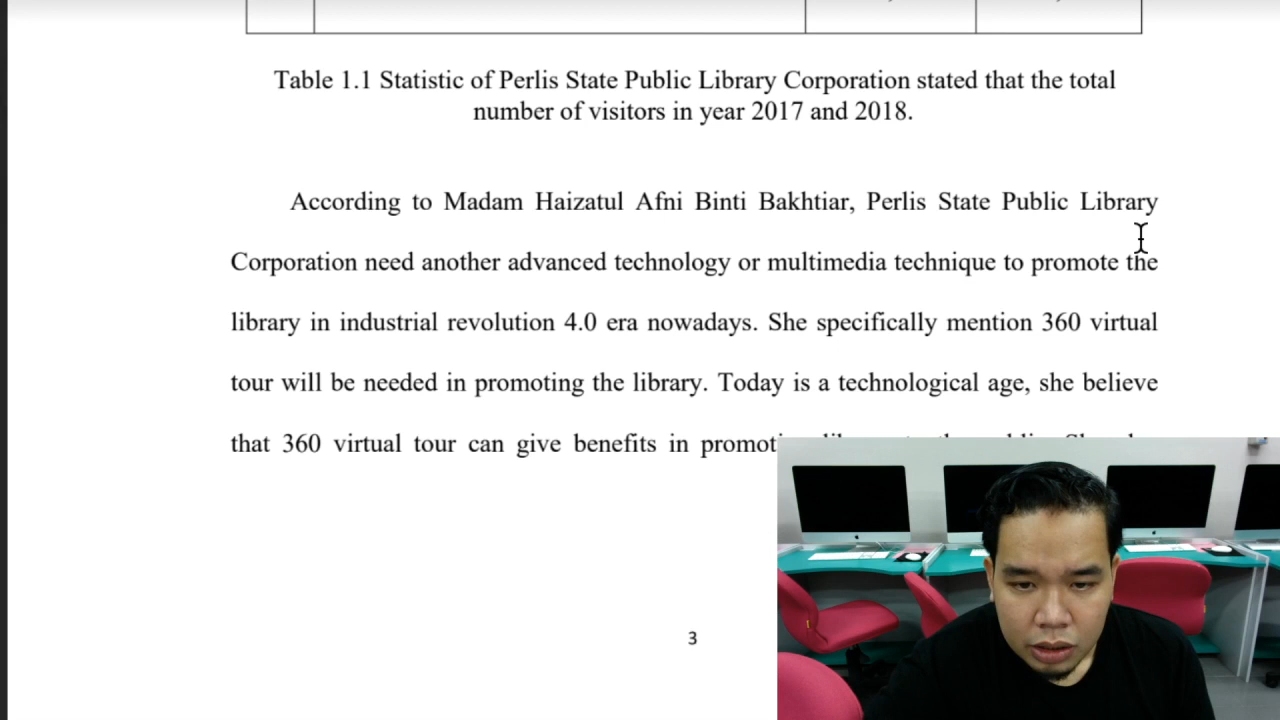 Table 1.1 Statistic of Perlis State Public Library Corporation stated that the total
number of visitors in year 2017 and 2018.
According to Madam Haizatul Afni Binti Bakhtiar, Perlis State Public Library
Corporation need another advanced technology or multimedia technique to promote the
library in industrial revolution 4.0 era nowadays. She specifically mention 360 virtual
tour will be needed in promoting the library. Today is a technological age, she believe
that 360 virtual tour can give benefits in
3